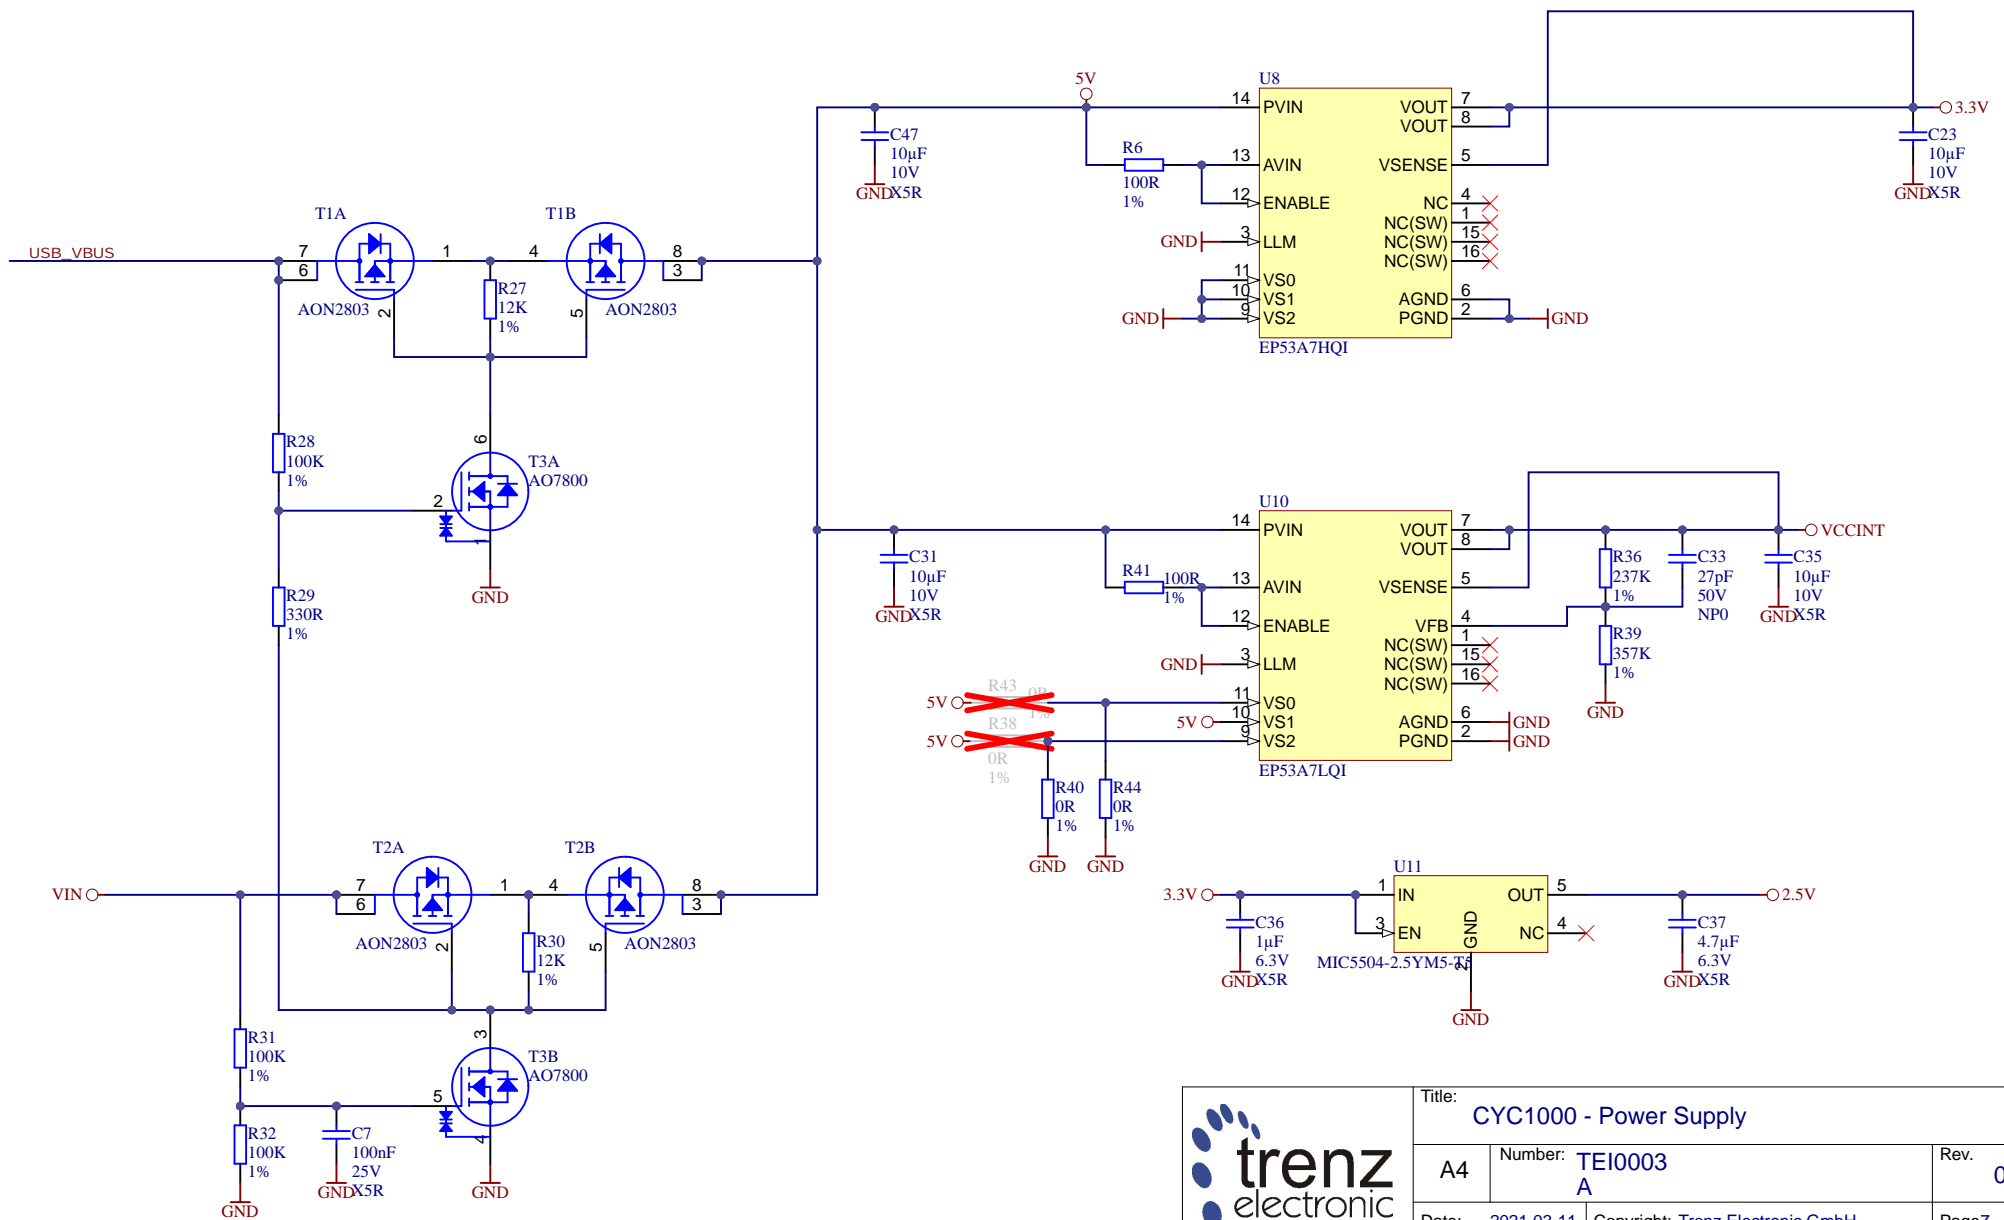 USB_VBUS
T1A
7
6
1
2
AON2803
R27
12K
1%
T1B
4
5
8
3
AON2803
R28
100K
1%
6
T3A
AO7800
2
1
GND
R29
330R
1%
VIN
T2A
7
6
1
2
AON2803
R30
12K
1%
T2B
4
5
8
3
AON2803
R31
100K
1%
3
T3B
AO7800
5
4
GND
R32
100K
1%
GND
C7
100nF
25V
X5R
GND
C47
10µF
10V
X5R
GND
5V
R6
100R
1%
U8
14 PVIN
13 AVIN
12 ENABLE
GND 3 LLM
11 VS0
10 VS1
GND 9 VS2
VOUT 7
VOUT 8
VSENSE 5
NC 4
NC(SW) 1
NC(SW) 15
NC(SW) 16
AGND 6
PGND 2 GND
EP53A7HQI
3.3V
C23
10µF
10V
X5R
GND
C31
10µF
10V
X5R
GND
R41 100R
1%
U10
14 PVIN
13 AVIN
12 ENABLE
GND 3 LLM
5V R43 0R 1% 11 VS0
5V 10 VS1
5V R38 0R 1% 9 VS2
VOUT 7
VOUT 8
VSENSE 5
VFB 4
NC(SW) 1
NC(SW) 15
NC(SW) 16
AGND 6 GND
PGND 2 GND
EP53A7LQI
R40
0R
1%
GND
R44
0R
1%
GND
R36
237K
1%
R39
357K
1%
GND
C33
27pF
50V
NP0
C35
10µF
10V
X5R
GND
VCCINT
3.3V
C36
1µF
6.3V
X5R
GND
U11
1 IN
3 EN
OUT 5
NC 4
GND
2
MIC5504-2.5YM5-T5
GND
C37
4.7µF
6.3V
X5R
GND
2.5V
trenz
electronic
Title:
CYC1000 - Power Supply
A4
Number: TEI0003
A
Rev.
0
Date: 2021-03-11
Copyright: Trenz Electronic GmbH
Page7